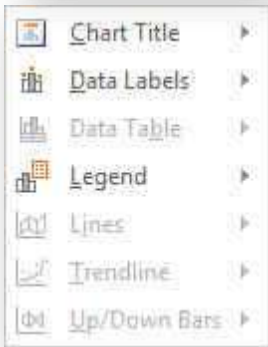 Chart Title
Data Labels
Data Table
Legend
Lines
Trendline
Up/Down Bars